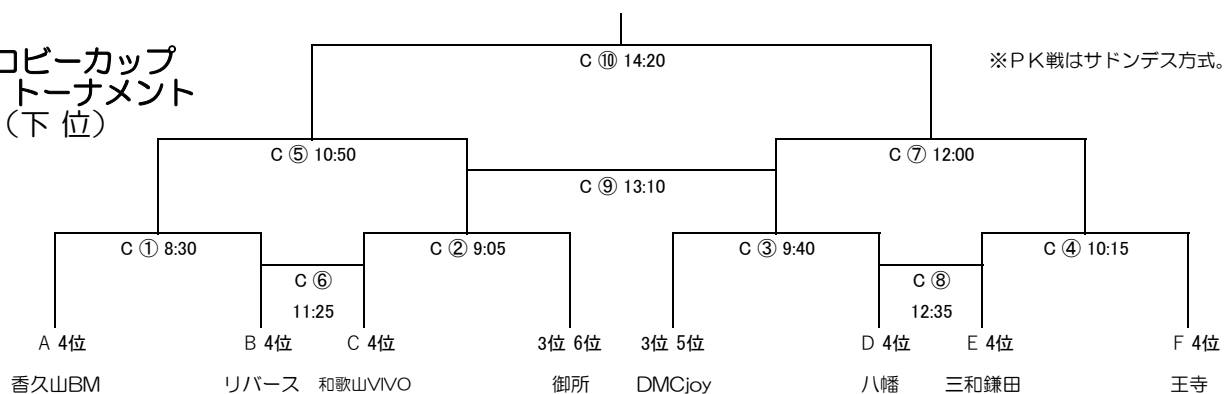 コビーカップ
トーナメント
（下 位）
※ＰＫ戦はサドンデス方式。
C ⑩ 14:20
C ⑤ 10:50
C ⑦ 12:00
C ⑨ 13:10
C ① 8:30
C ② 9:05
C ③ 9:40
C ④ 10:15
C ⑥
11:25
C ⑧
12:35
A 4位 B 4位 C 4位 3位 6位 3位 5位 D 4位 E 4位 F 4位
香久山BM リバース 和歌山VIVO 御所 DMCjoy 八幡 三和鎌田 王寺